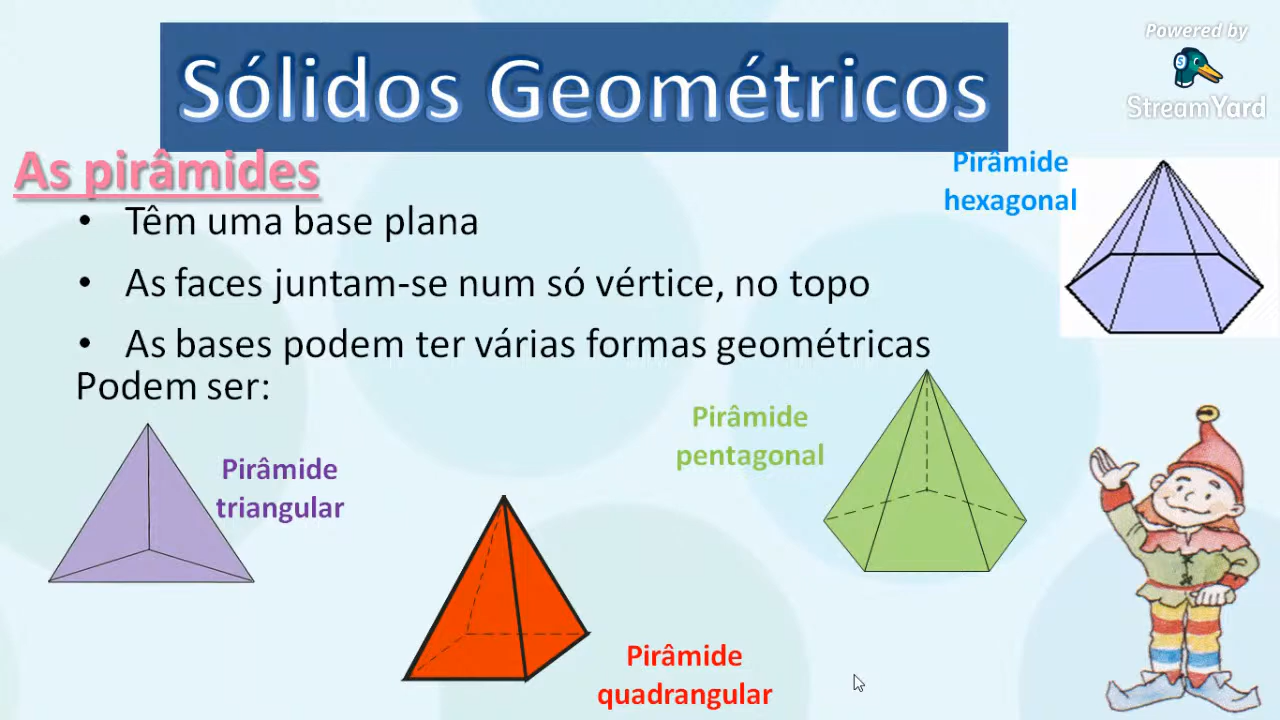 Powered by
StreamYard
Sólidos Geométricos
As pirâmides
• Têm uma base plana
• As faces juntam-se num só vértice, no topo
• As bases podem ter várias formas geométricas
Podem ser:
Pirâmide
hexagonal
Pirâmide
pentagonal
Pirâmide
triangular
Pirâmide
quadrangular